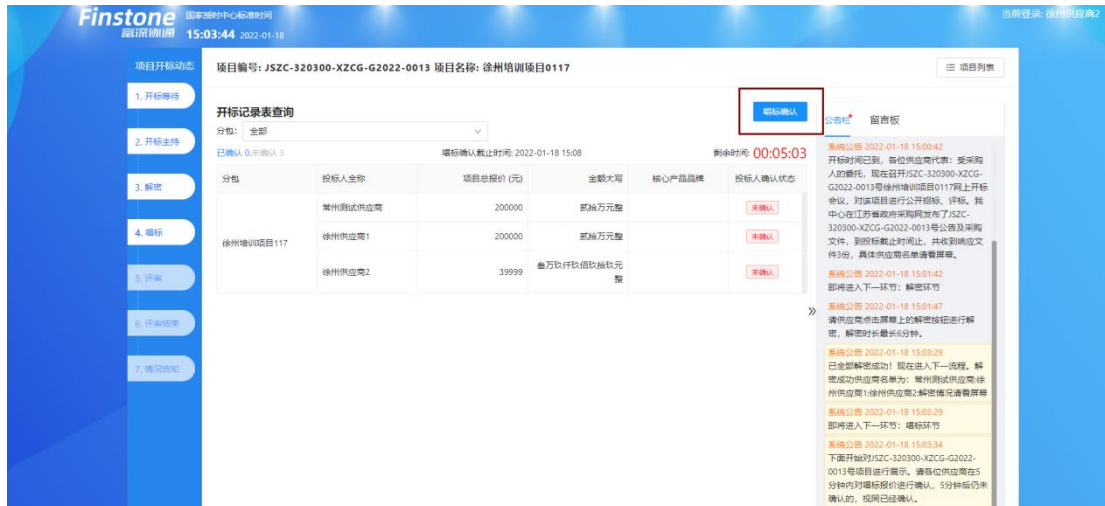 Finstone
富深协通
国家授时中心标准时间
15:03:44 2022-01-18
当前登录: 徐州供应商2
项目开标动态
1. 开标等待
2. 开标主持
3. 解密
4. 唱标
5. 评审
6. 评审结束
7. 情况告知
项目编号: JSZC-320300-XZCG-G2022-0013 项目名称: 徐州培训项目0117
项目列表
开标记录表查询
唱标确认
分包: 全部
已确认 0,未确认 3
唱标确认截止时间: 2022-01-18 15:08
剩余时间: 00:05:03
分包 投标人全称 项目总报价 (元) 金额大写 核心产品品牌 投标人确认状态
徐州培训项目117
常州测试供应商 200000 贰拾万元整 未确认
徐州供应商1 200000 贰拾万元整 未确认
徐州供应商2 39999 叁万玖仟玖佰玖拾玖元
整 未确认
»
公告栏 留言板
系统公告 2022-01-18 15:00:42
开标时间已到，各位供应商代表：受采购
人的委托，现在召开JSZC-320300-XZCG-
G2022-0013号徐州培训项目0117网上开标
会议，对该项目进行公开招标、评标。我
中心在江苏省政府采购网发布了JSZC-
320300-XZCG-G2022-0013号公告及采购
文件，到投标截止时间止，共收到响应文
件3份，具体供应商名单请看屏幕。
系统公告 2022-01-18 15:01:42
即将进入下一环节：解密环节
系统公告 2022-01-18 15:01:47
请供应商点击屏幕上的解密按钮进行解
密，解密时长最长6分钟。
系统公告 2022-01-18 15:03:29
已全部解密成功！现在进入下一流程。解
密成功供应商名单为：常州测试供应商;徐
州供应商1;徐州供应商2;解密情况请看屏幕
系统公告 2022-01-18 15:03:29
即将进入下一环节：唱标环节
系统公告 2022-01-18 15:03:34
下面开始对JSZC-320300-XZCG-G2022-
0013号项目进行展示。请各位供应商在5
分钟内对唱标报价进行确认，5分钟后仍未
确认的，视同已经确认。